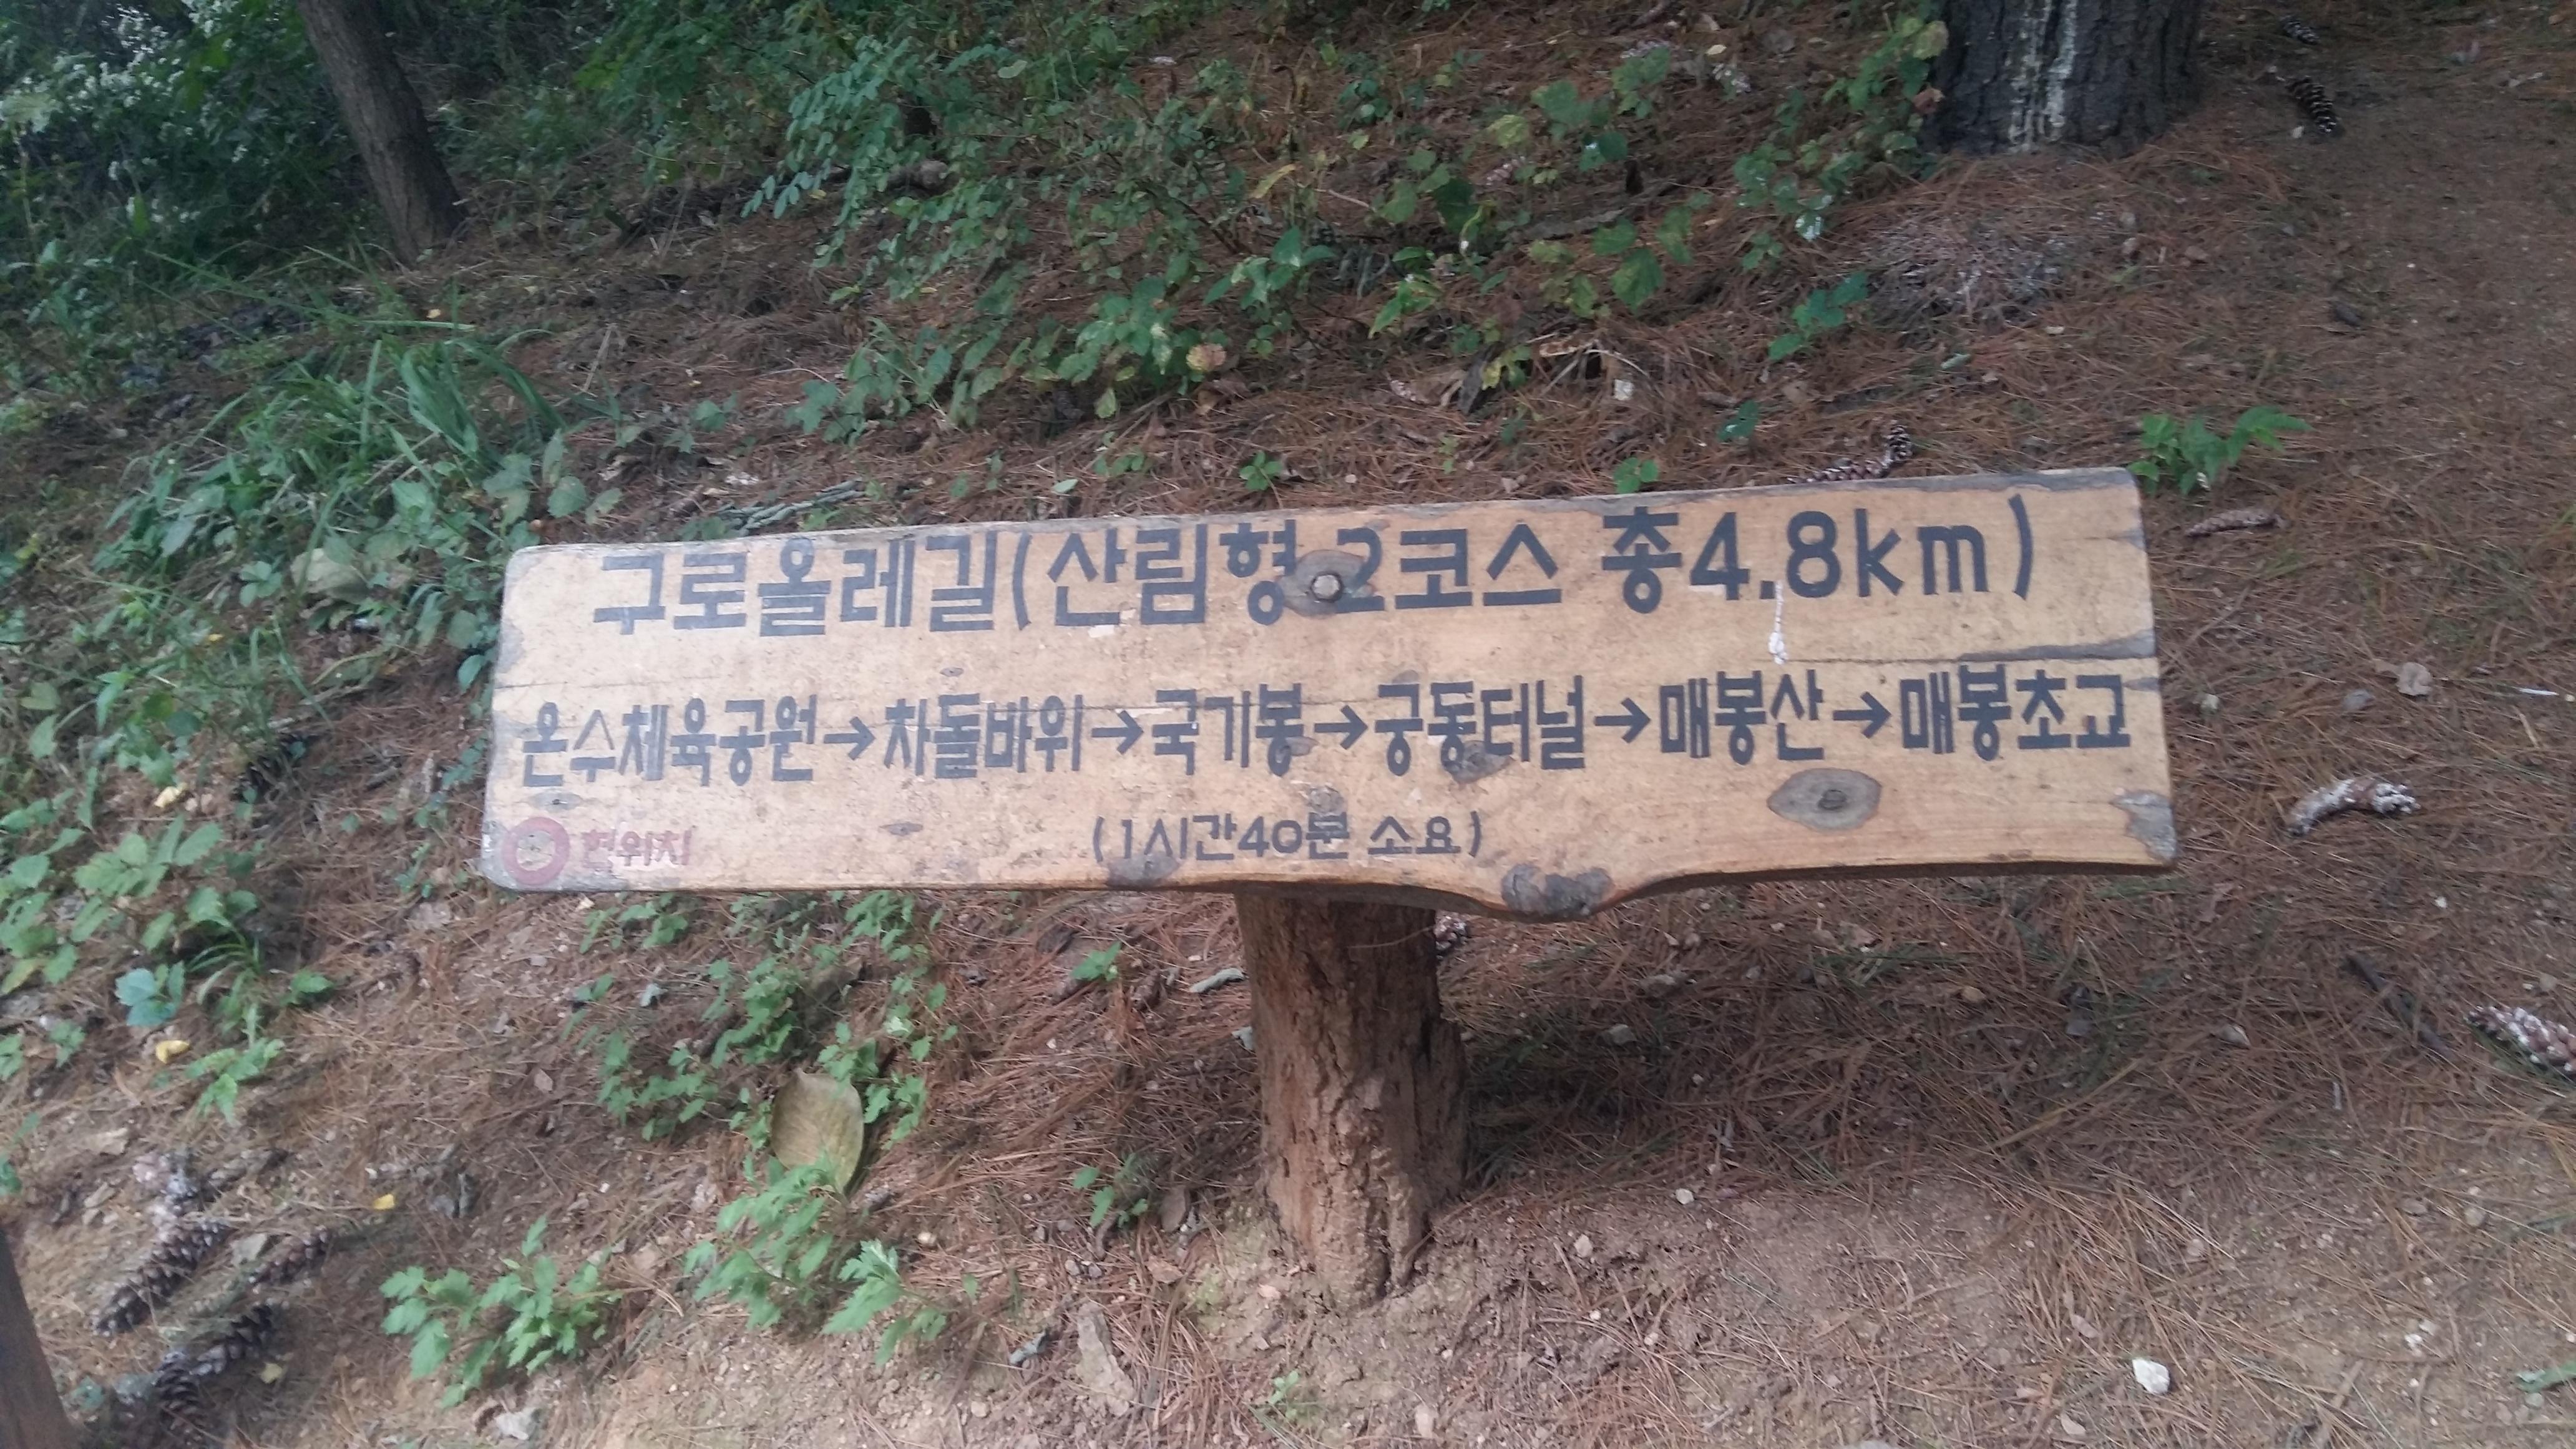 구로올레길(산림형 2코스 총4.8km)
온수체육공원→차돌바위→국기봉→궁동터널→매봉산→매봉초교
(1시간40분 소요)
현위치